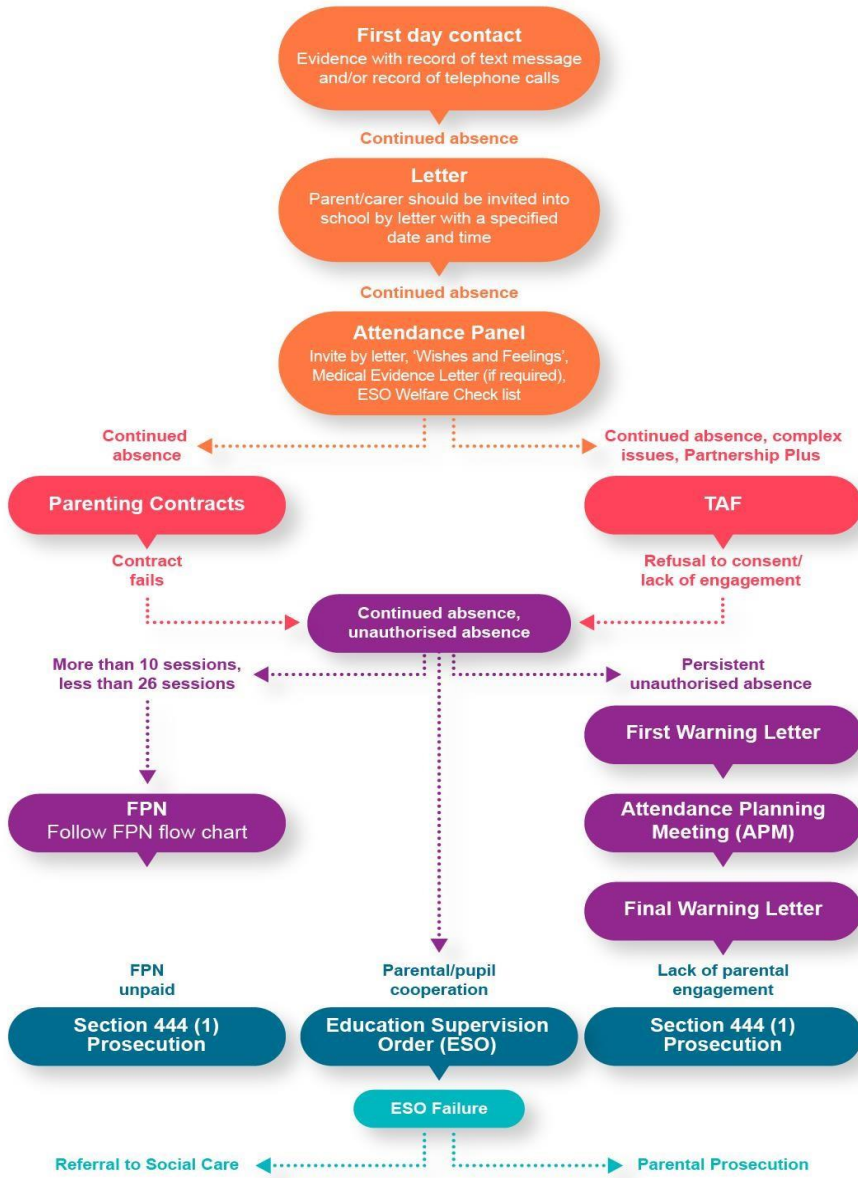 First day contact
Evidence with record of text message
and/or record of telephone calls
Continued absence
Letter
Parent/carer should be invited into
school by letter with a specified
date and time
Continued absence
Attendance Panel
Invite by letter, ‘Wishes and Feelings’,
Medical Evidence Letter (if required),
ESO Welfare Check list
Continued
absence
Continued absence, complex
issues, Partnership Plus
Parenting Contracts
TAF
Contract
fails
Refusal to consent/
lack of engagement
Continued absence,
unauthorised absence
More than 10 sessions,
less than 26 sessions
Persistent
unauthorised absence
First Warning Letter
FPN
Follow FPN flow chart
Attendance Planning
Meeting (APM)
Final Warning Letter
FPN
unpaid
Parental/pupil
cooperation
Lack of parental
engagement
Section 444 (1)
Prosecution
Education Supervision
Order (ESO)
Section 444 (1)
Prosecution
ESO Failure
Referral to Social Care
Parental Prosecution